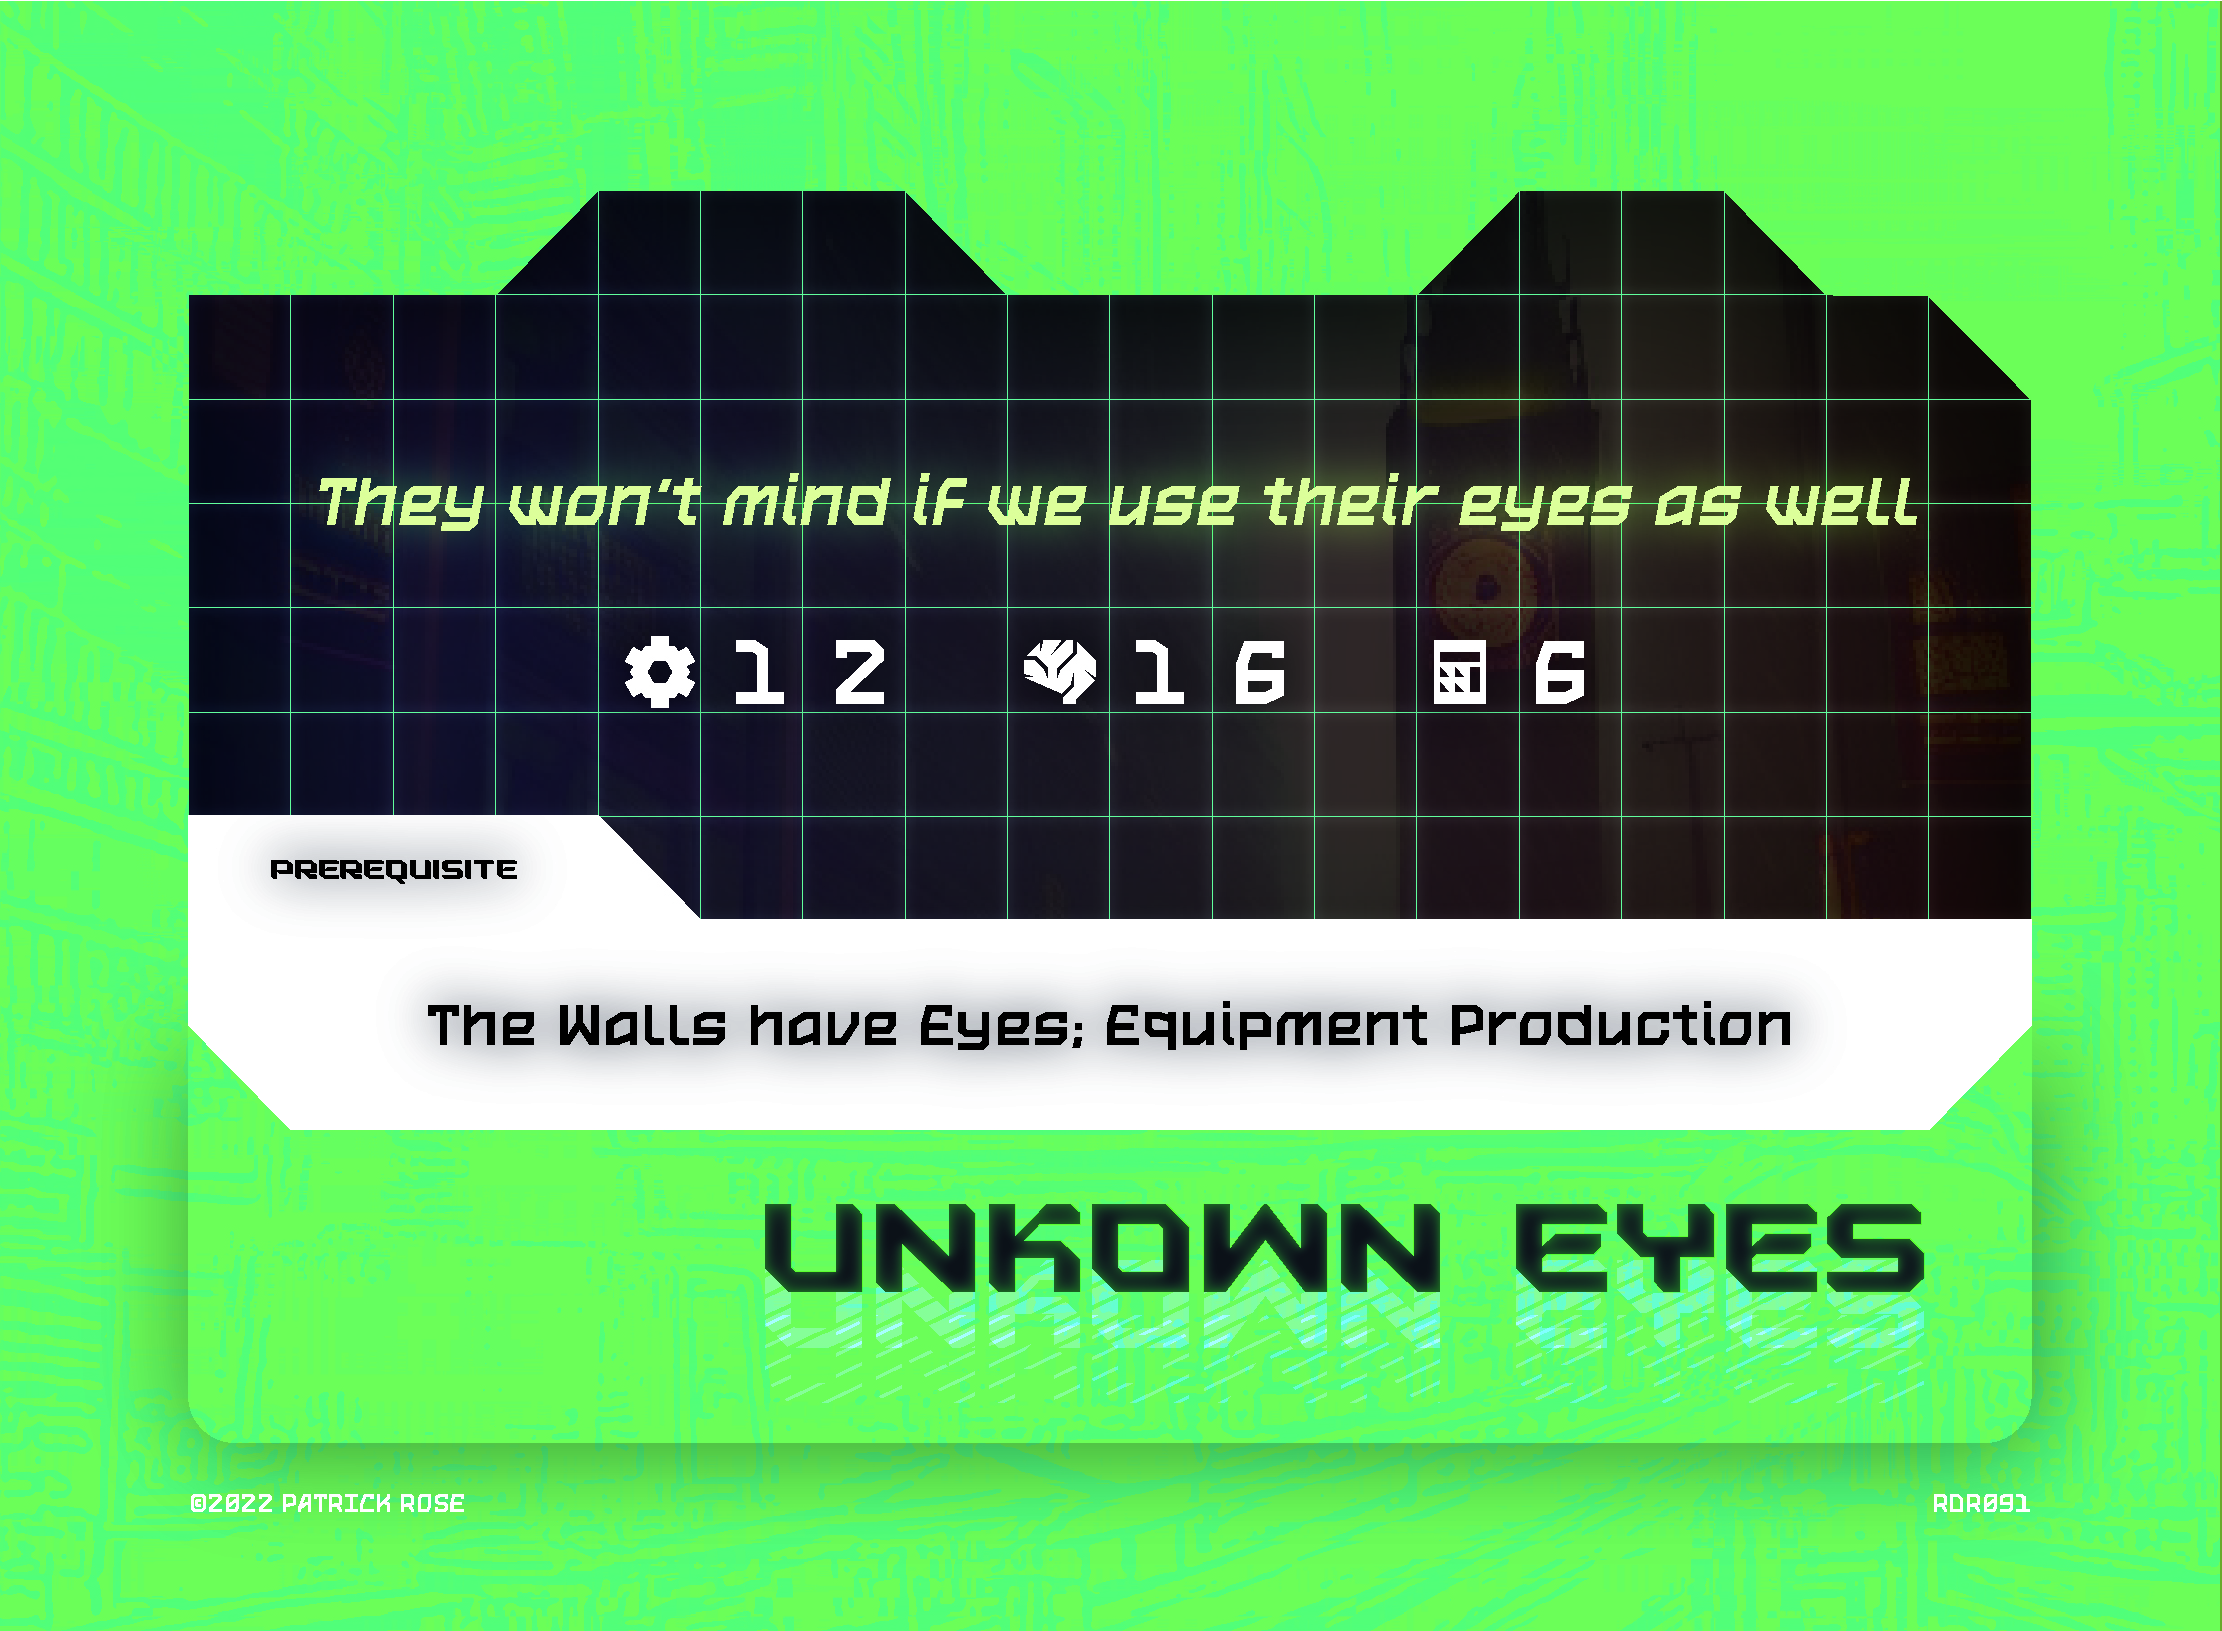 They won't mind if we use their eyes as well
12 16 6
PREREQUISITE
The Walls have Eyes; Equipment Production
UNKOWN EYES
©2022 PATRICK ROSE
RDR091